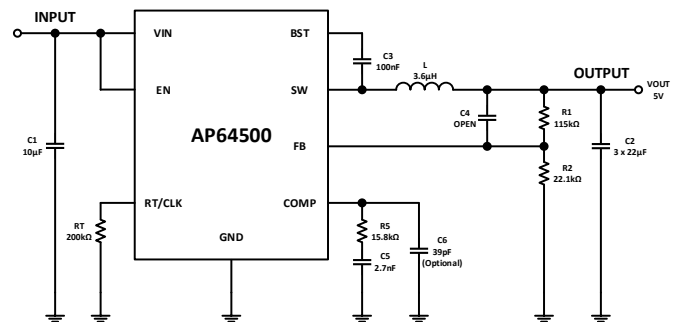 INPUT
VIN
BST
C3
100nF
L
3.6µH
OUTPUT
VOUT
5V
EN
SW
C4
OPEN
R1
115kΩ
C1
10µF
AP64500
FB
R2
22.1kΩ
C2
3 x 22µF
RT/CLK
COMP
RT
200kΩ
GND
R5
15.8kΩ
C5
2.7nF
C6
39pF
(Optional)